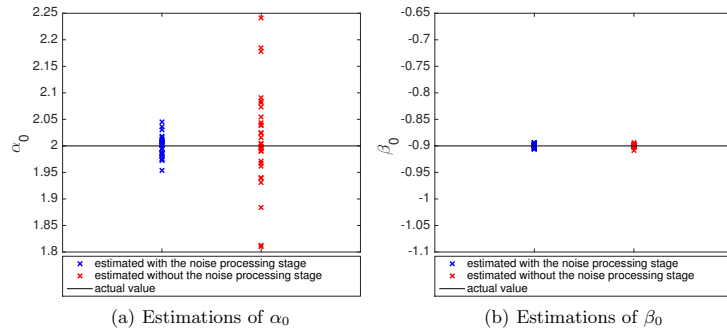 2.25
2.2
2.15
2.1
2.05
2
1.95
1.9
1.85
1.8
α0
estimated with the noise processing stage
estimated without the noise processing stage
actual value
(a) Estimations of α0
-0.65
-0.7
-0.75
-0.8
-0.85
-0.9
-0.95
-1
-1.05
-1.1
β0
estimated with the noise processing stage
estimated without the noise processing stage
actual value
(b) Estimations of β0